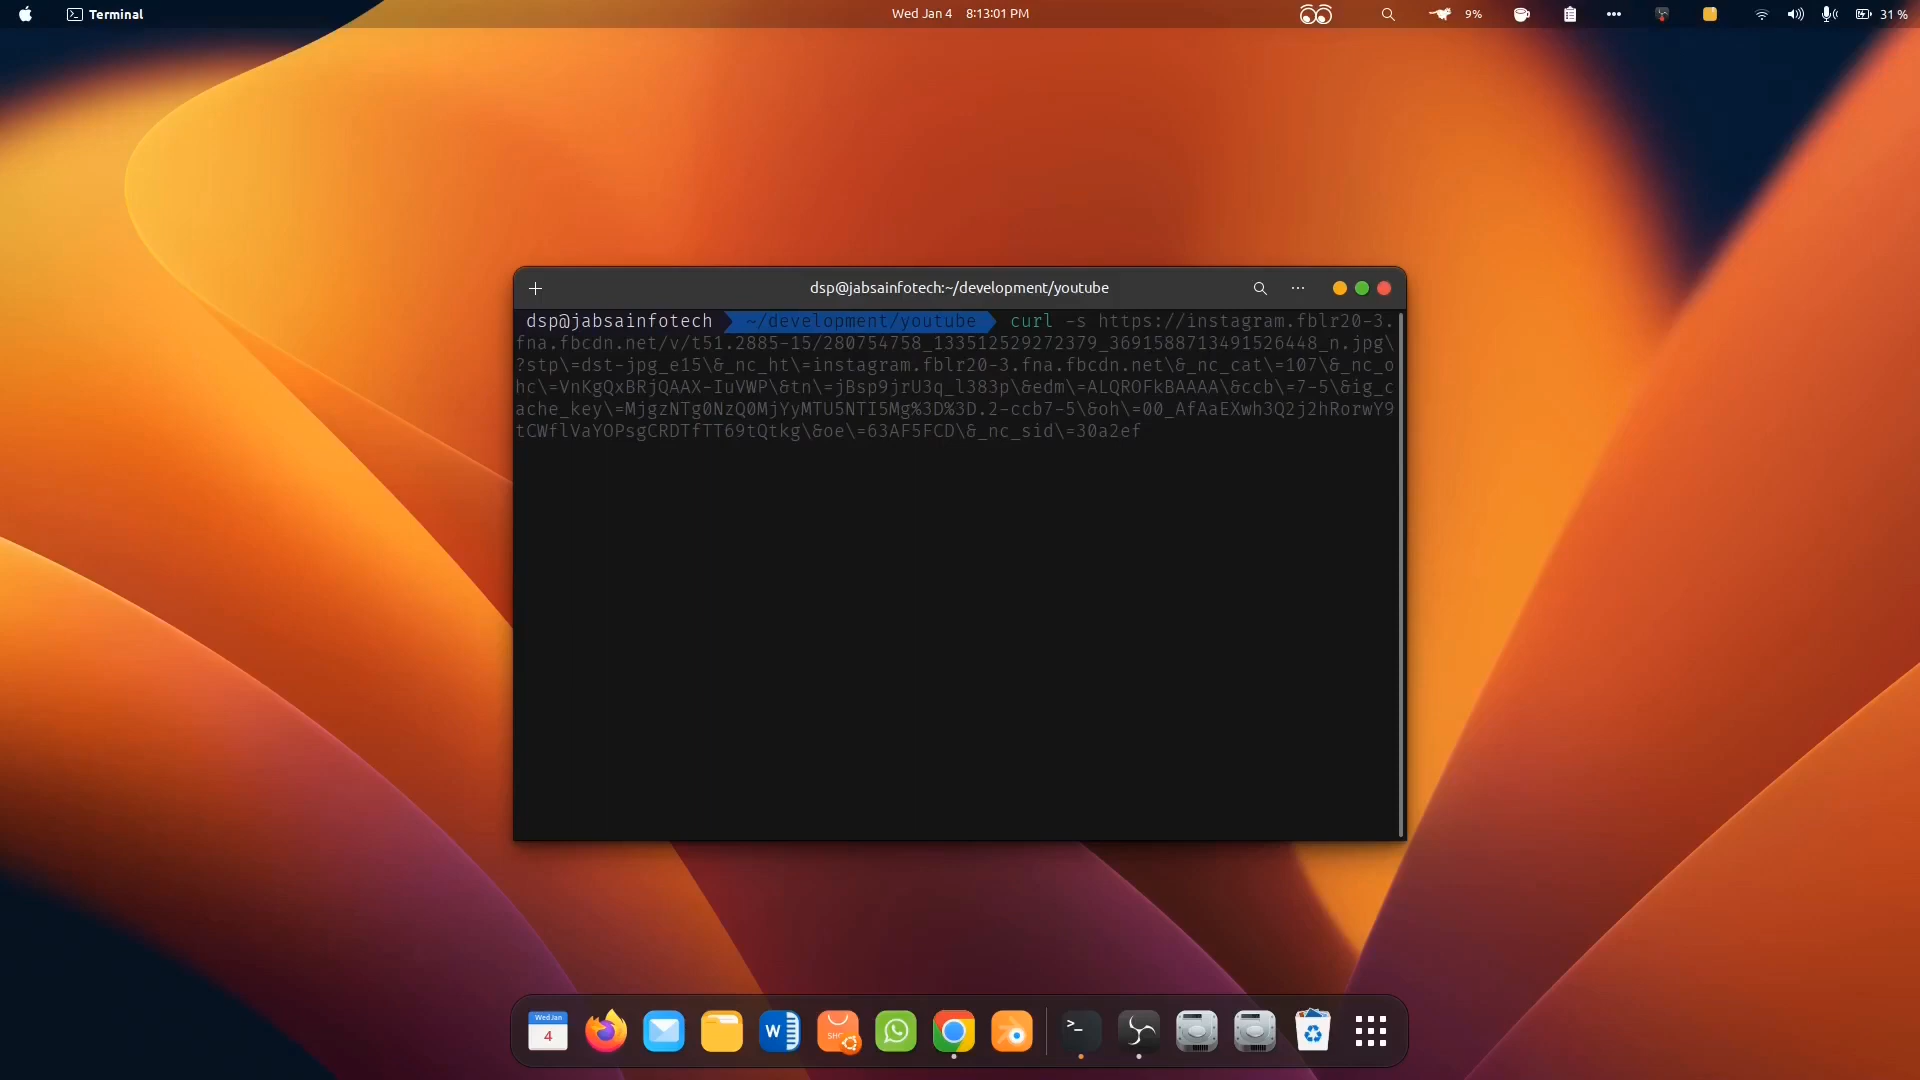 Terminal
Wed Jan 4 8:13:01 PM
9%
31 %
dsp@jabsainfotech:~/development/youtube
dsp@jabsainfotech ~/development/youtube curl -s https://instagram.fblr20-3.
fna.fbcdn.net/v/t51.2885-15/280754758_133512529272379_3691588713491526448_n.jpg\
?stp\=dst-jpg_e15\&_nc_ht\=instagram.fblr20-3.fna.fbcdn.net\&_nc_cat\=107\&_nc_o
hc\=VnKgQxBRjQAAX-IuVWP\&tn\=jBsp9jrU3q_l383p\&edm\=ALQROFkBAAAA\&ccb\=7-5\&ig_c
ache_key\=MjgzNTg0NzQ0MjYyMTU5NTI5Mg%3D%3D.2-ccb7-5\&oh\=00_AfAaEXwh3Q2j2hRorwY9
tCWflVaYOPsgCRDTfTT69tQtkg\&oe\=63AF5FCD\&_nc_sid\=30a2ef
Wed Jan
4
W
>_